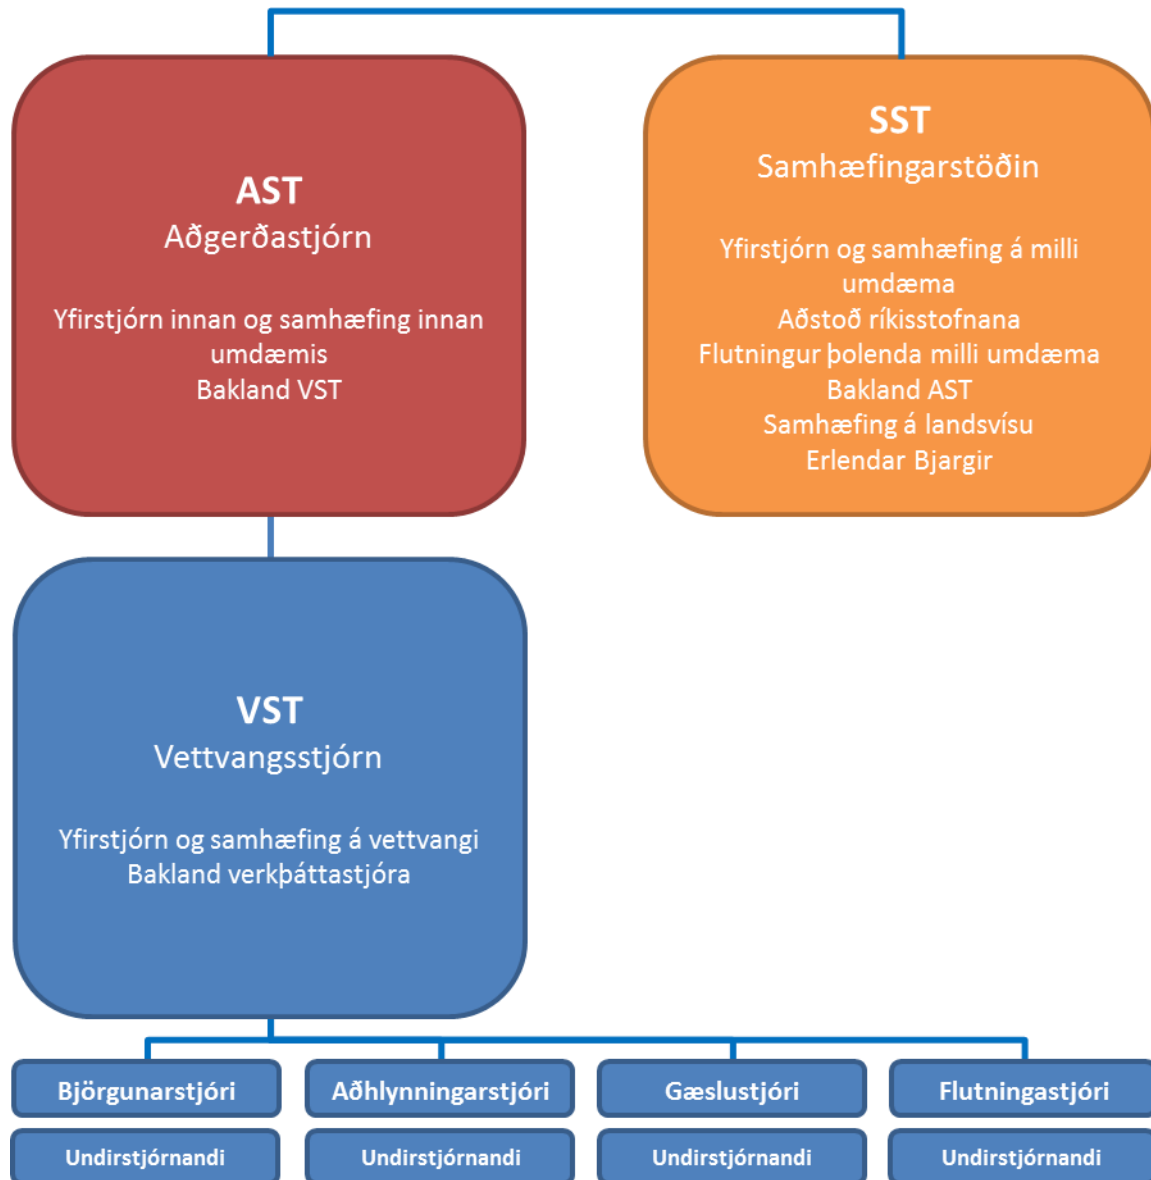 AST
Aðgerðastjórn
Yfirstjórn innan og samhæfing innan
umdæmis
Bakland VST
SST
Samhæfingarstöðin
Yfirstjórn og samhæfing á milli
umdæma
Aðstoð ríkisstofnana
Flutningur þolenda milli umdæma
Bakland AST
Samhæfing á landsvísu
Erlendar Bjargir
VST
Vettvangsstjórn
Yfirstjórn og samhæfing á vettvangi
Bakland verkþáttastjóra
Björgunarstjóri
Aðhlynningarstjóri
Gæslustjóri
Flutningastjóri
Undirstjórnandi
Undirstjórnandi
Undirstjórnandi
Undirstjórnandi